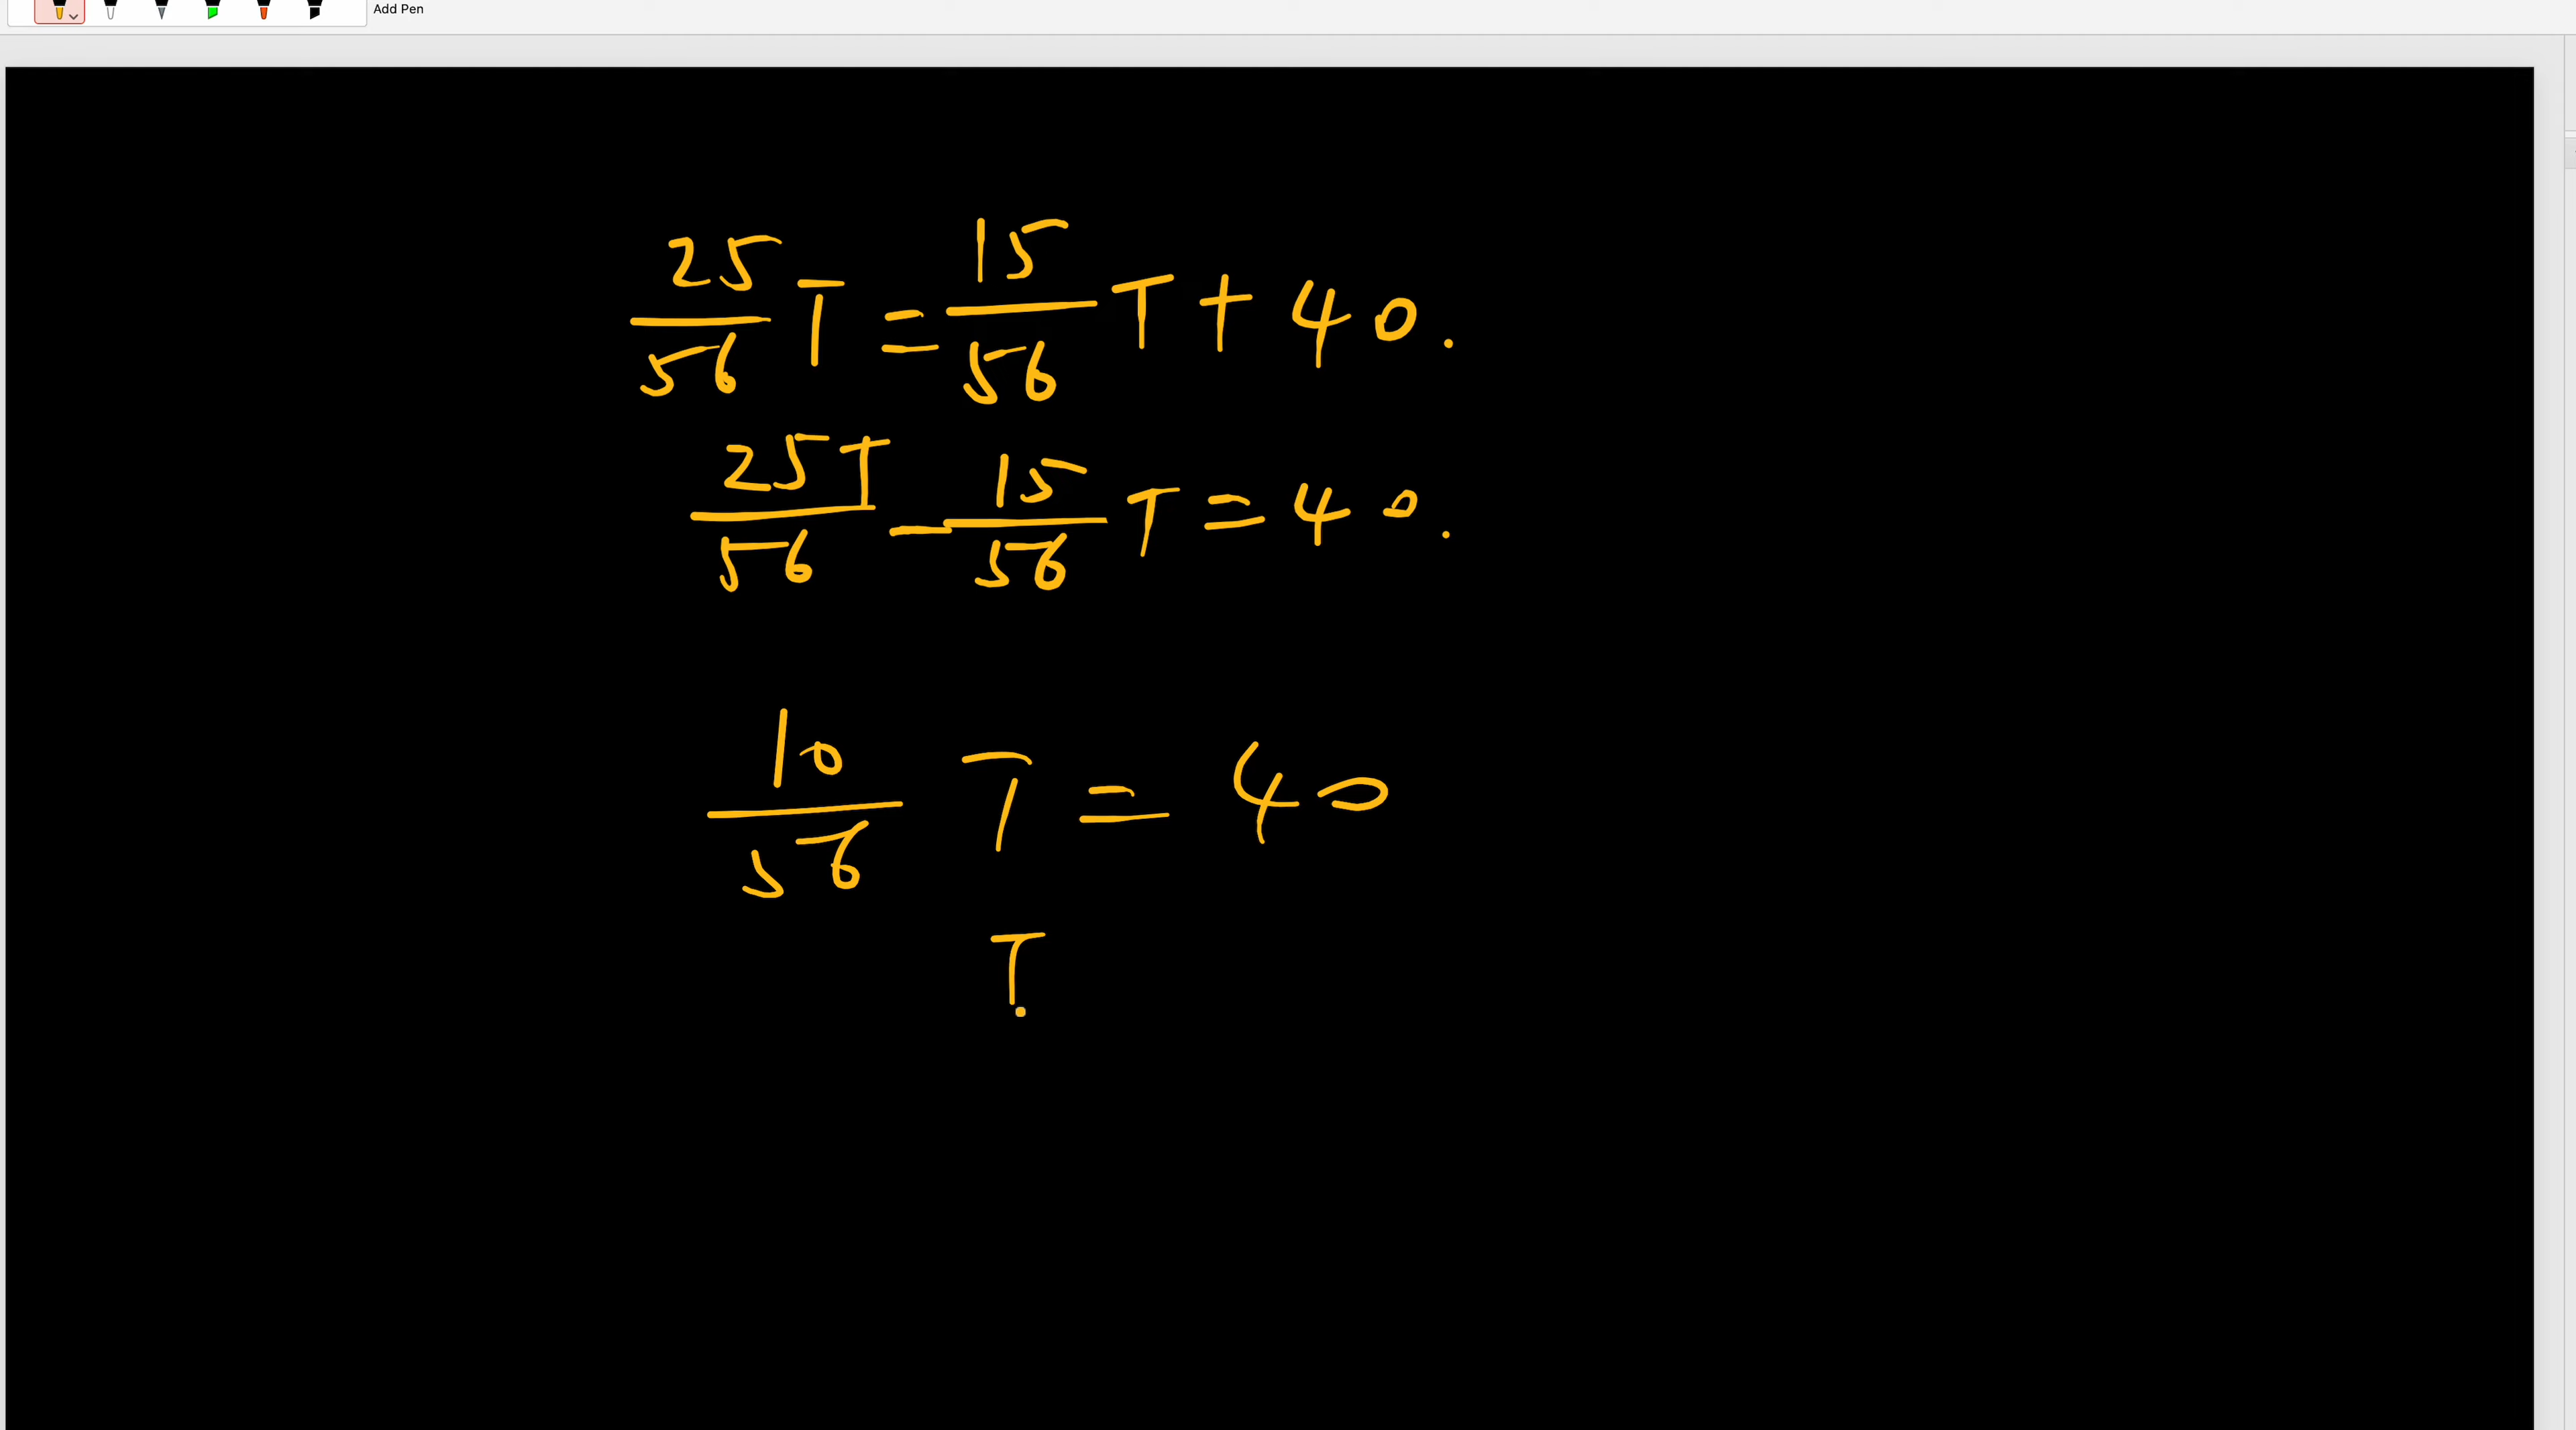 Add Pen
25/56 T = 15/56 T + 40.
25T/56 - 15/56 T = 40.
10/56 T = 40
T.